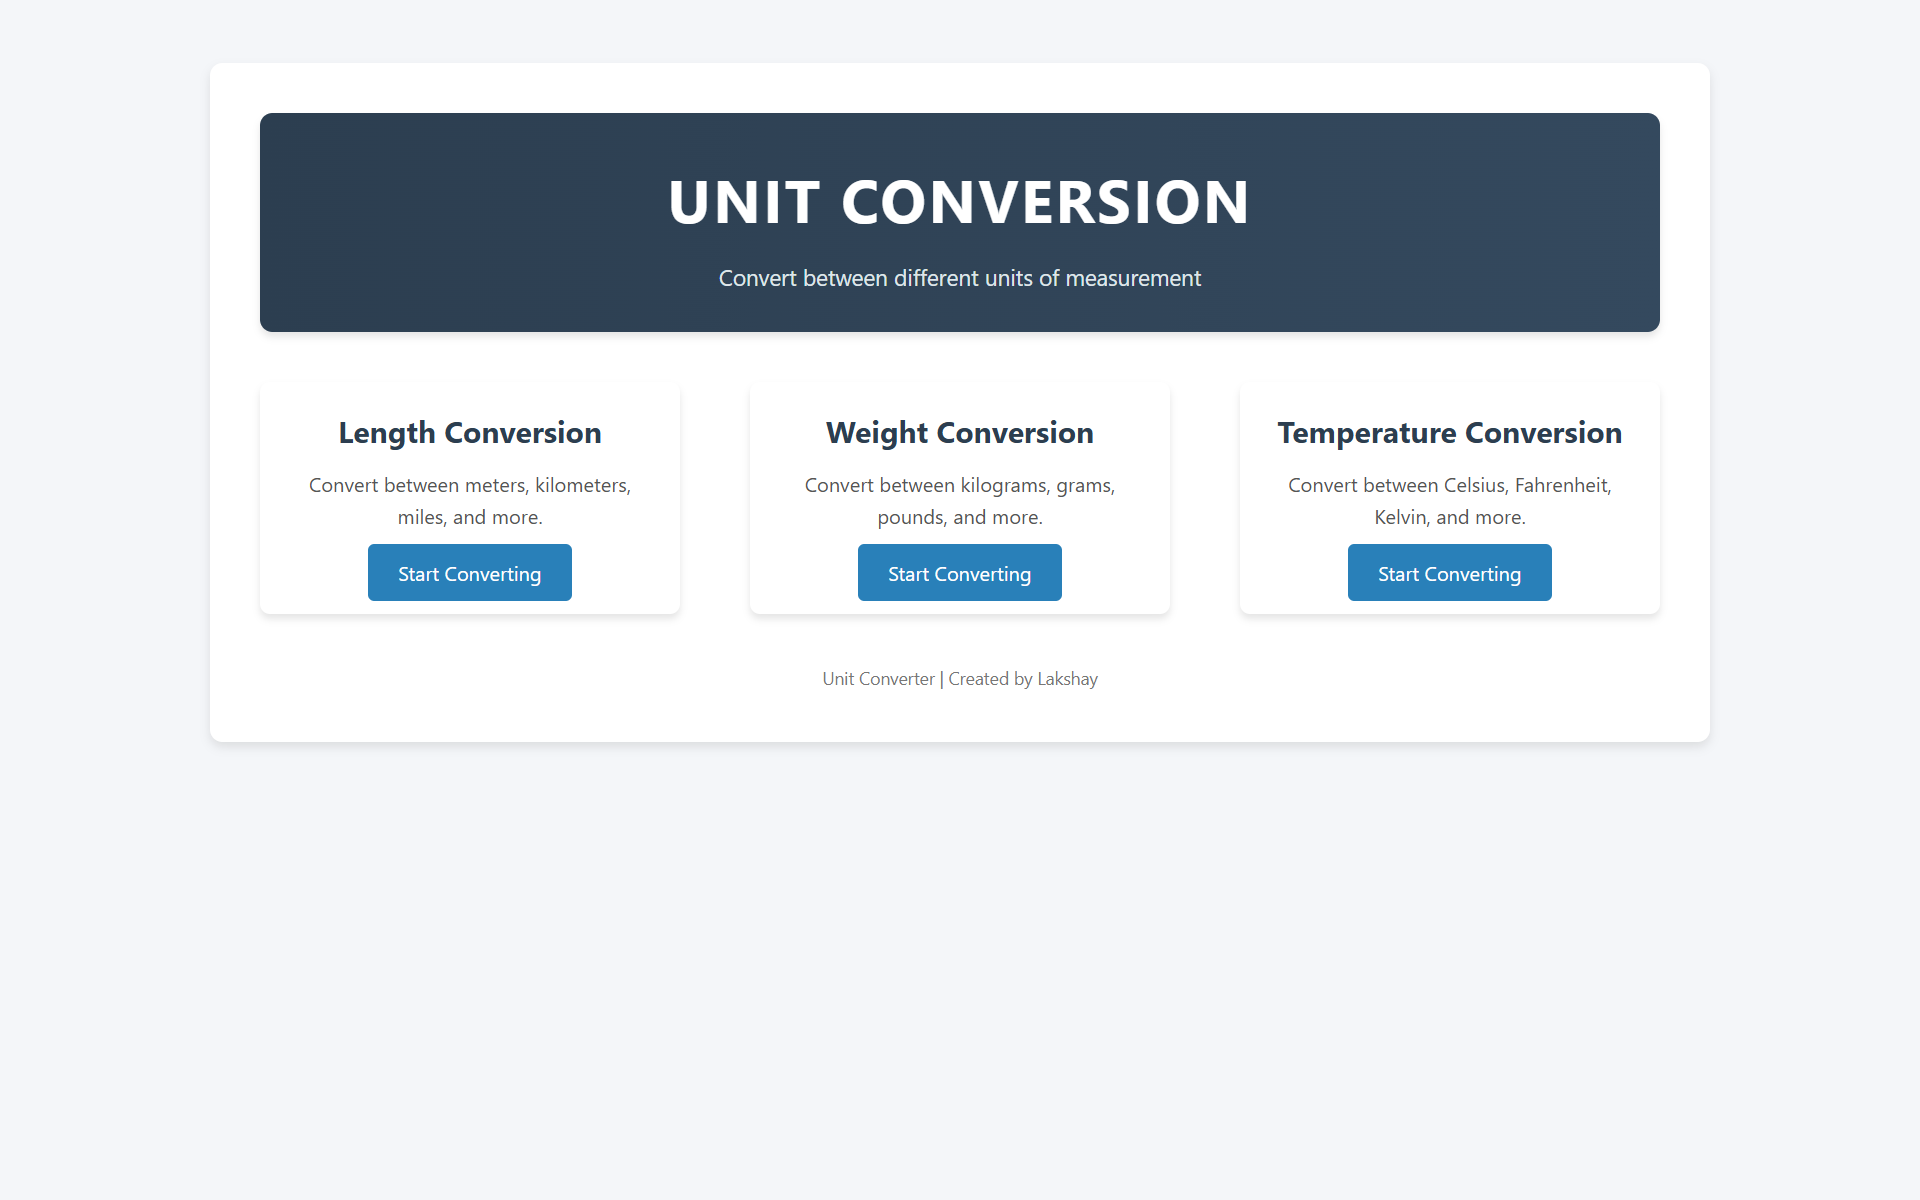 UNIT CONVERSION
Convert between different units of measurement
Length Conversion
Convert between meters, kilometers,
miles, and more.
Start Converting
Weight Conversion
Convert between kilograms, grams,
pounds, and more.
Start Converting
Temperature Conversion
Convert between Celsius, Fahrenheit,
Kelvin, and more.
Start Converting
Unit Converter | Created by Lakshay